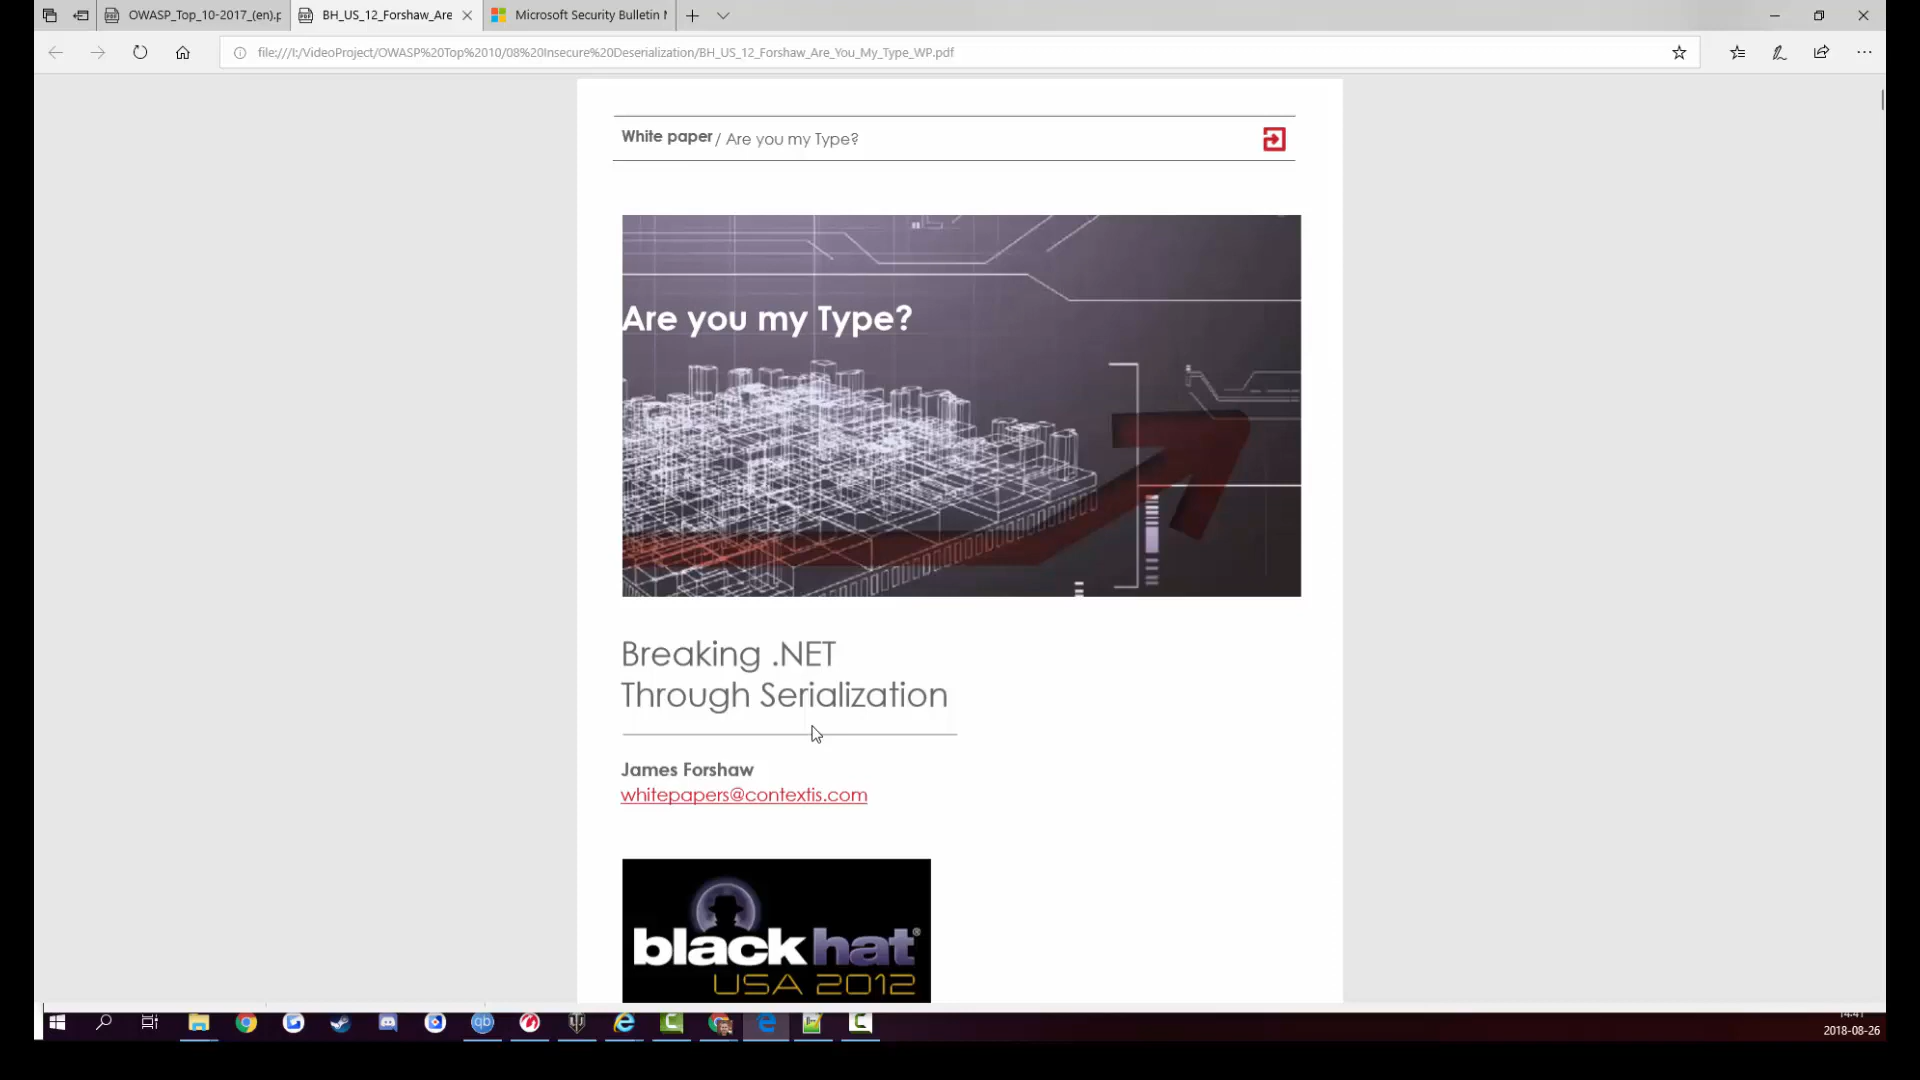 OWASP_Top_10-2017_(en).p
BH_US_12_Forshaw_Are
Microsoft Security Bulletin
file:///I:/VideoProject/OWASP%20Top%2010/08%20Insecure%20Deserialization/BH_US_12_Forshaw_Are_You_My_Type_WP.pdf
White paper / Are you my Type?
Are you my Type?
Breaking .NET
Through Serialization
James Forshaw
whitepapers@contextis.com
blackhat®
USA 2012
qb
2018-08-26